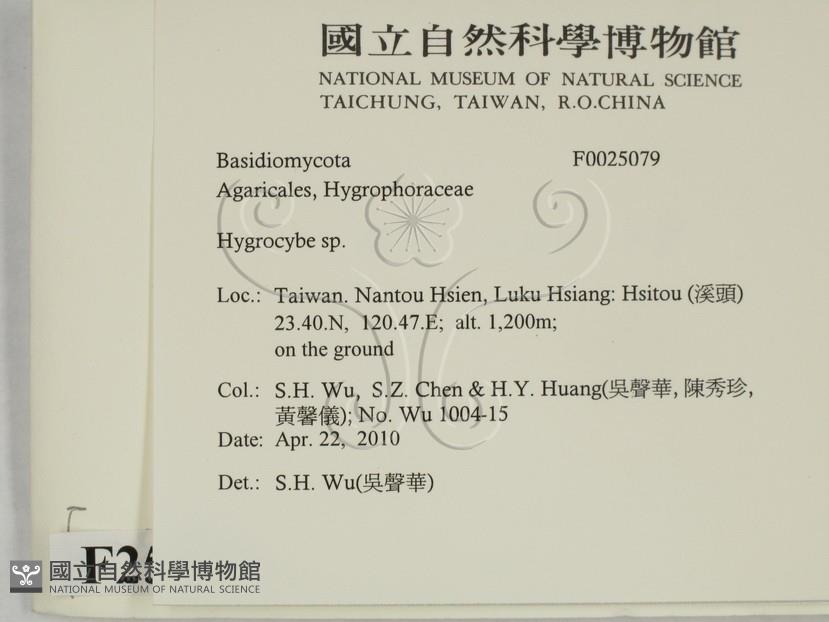 國立自然科學博物館
NATIONAL MUSEUM OF NATURAL SCIENCE
TAICHUNG, TAIWAN, R.O.CHINA
Basidiomycota F0025079
Agaricales, Hygrophoraceae
Hygrocybe sp.
Loc.: Taiwan. Nantou Hsien, Luku Hsiang: Hsitou (溪頭)
23.40.N, 120.47.E; alt. 1,200m;
on the ground
Col.: S.H. Wu, S.Z. Chen & H.Y. Huang(吳聲華, 陳秀珍,
黃馨儀); No. Wu 1004-15
Date: Apr. 22, 2010
Det.: S.H. Wu(吳聲華)
國立自然科學博物館
NATIONAL MUSEUM OF NATURAL SCIENCE